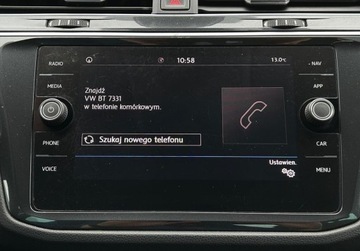 RADIO
10:58
13.0°C
- NAV
MEDIA
APP
Znajdź
VW BT 7331
w telefonie komórkowym.
Szukaj nowego telefonu
PHONE
CAR
Ustawien.
VOICE
MENU